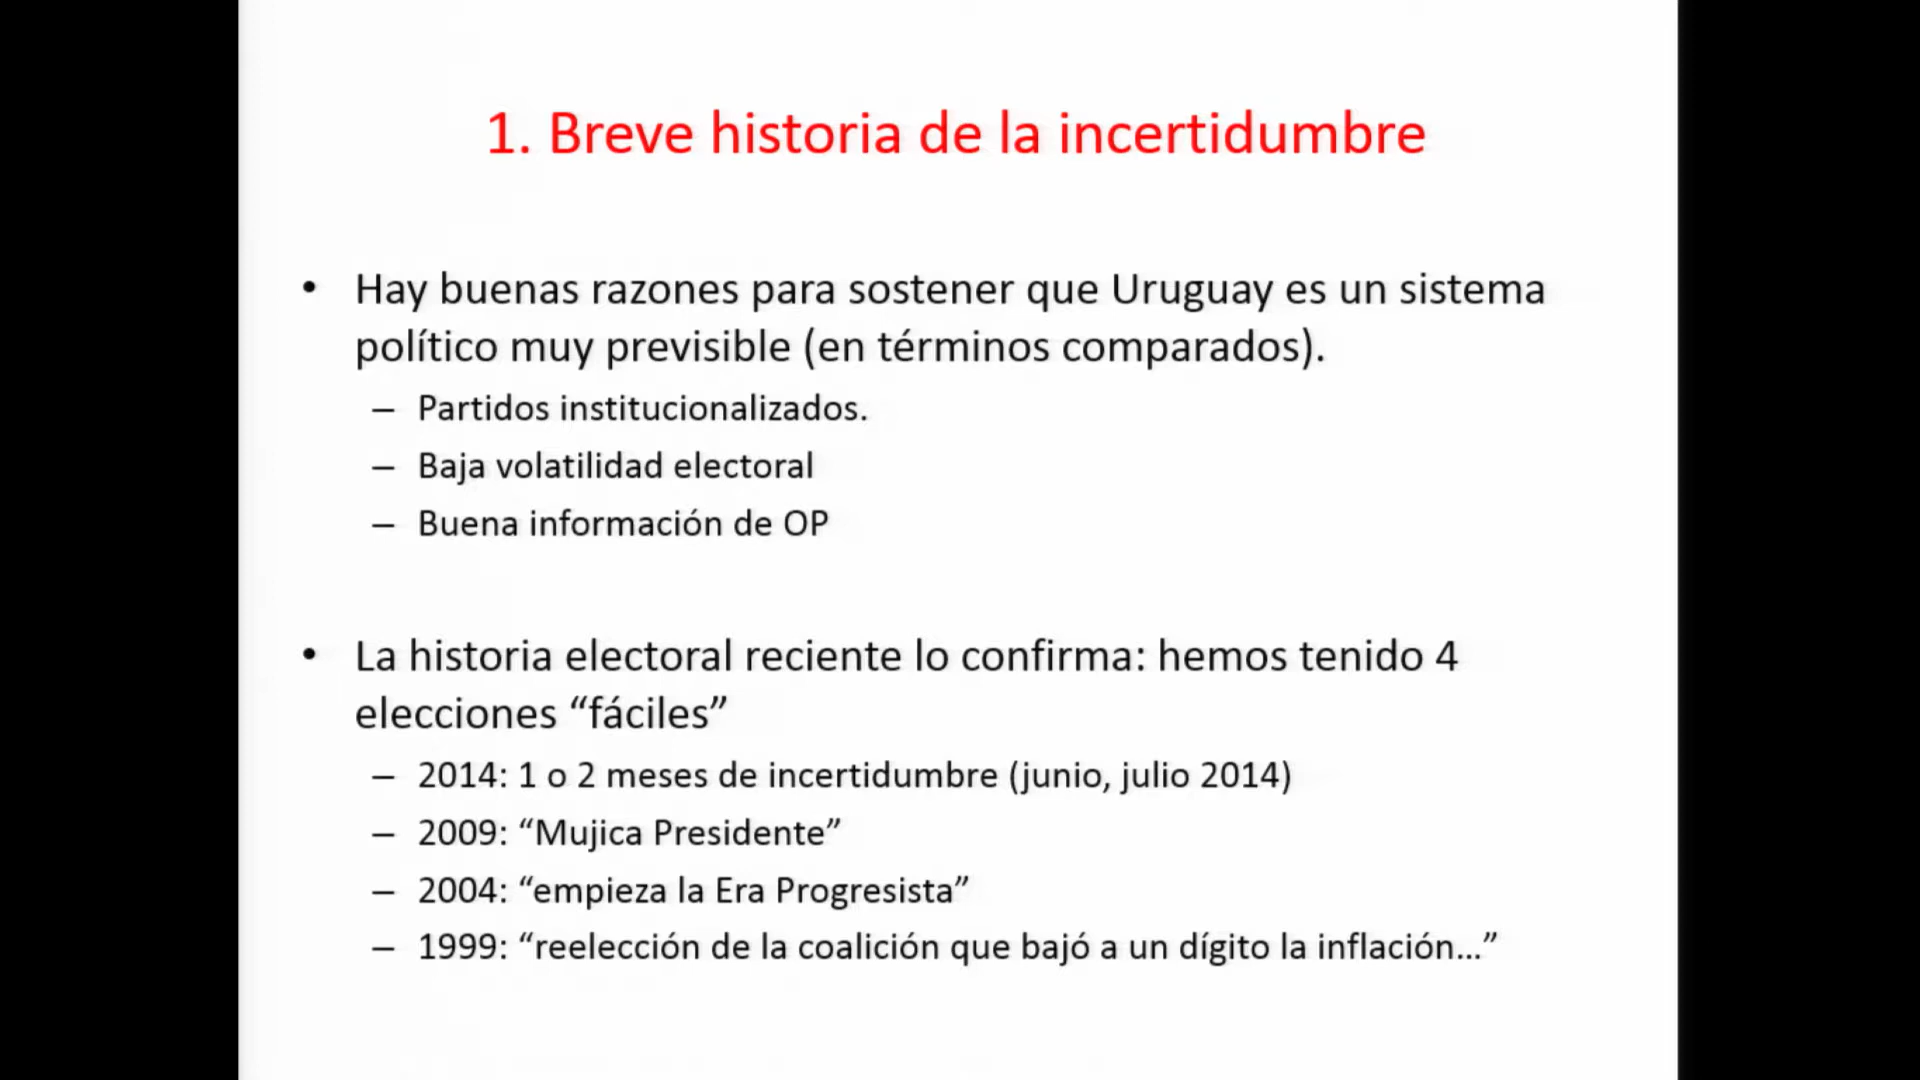 1. Breve historia de la incertidumbre
• Hay buenas razones para sostener que Uruguay es un sistema
político muy previsible (en términos comparados).
– Partidos institucionalizados.
– Baja volatilidad electoral
– Buena información de OP
• La historia electoral reciente lo confirma: hemos tenido 4
elecciones “fáciles”
– 2014: 1 o 2 meses de incertidumbre (junio, julio 2014)
– 2009: “Mujica Presidente”
– 2004: “empieza la Era Progresista”
– 1999: “reelección de la coalición que bajó a un dígito la inflación...”